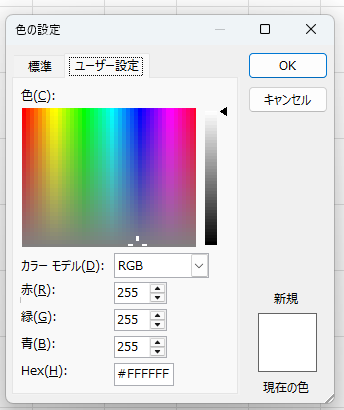 色の設定
標準 ユーザー設定
OK
キャンセル
色(C):
カラー モデル(D): RGB
赤(R): 255
緑(G): 255
青(B): 255
Hex(H): #FFFFFF
新規
現在の色